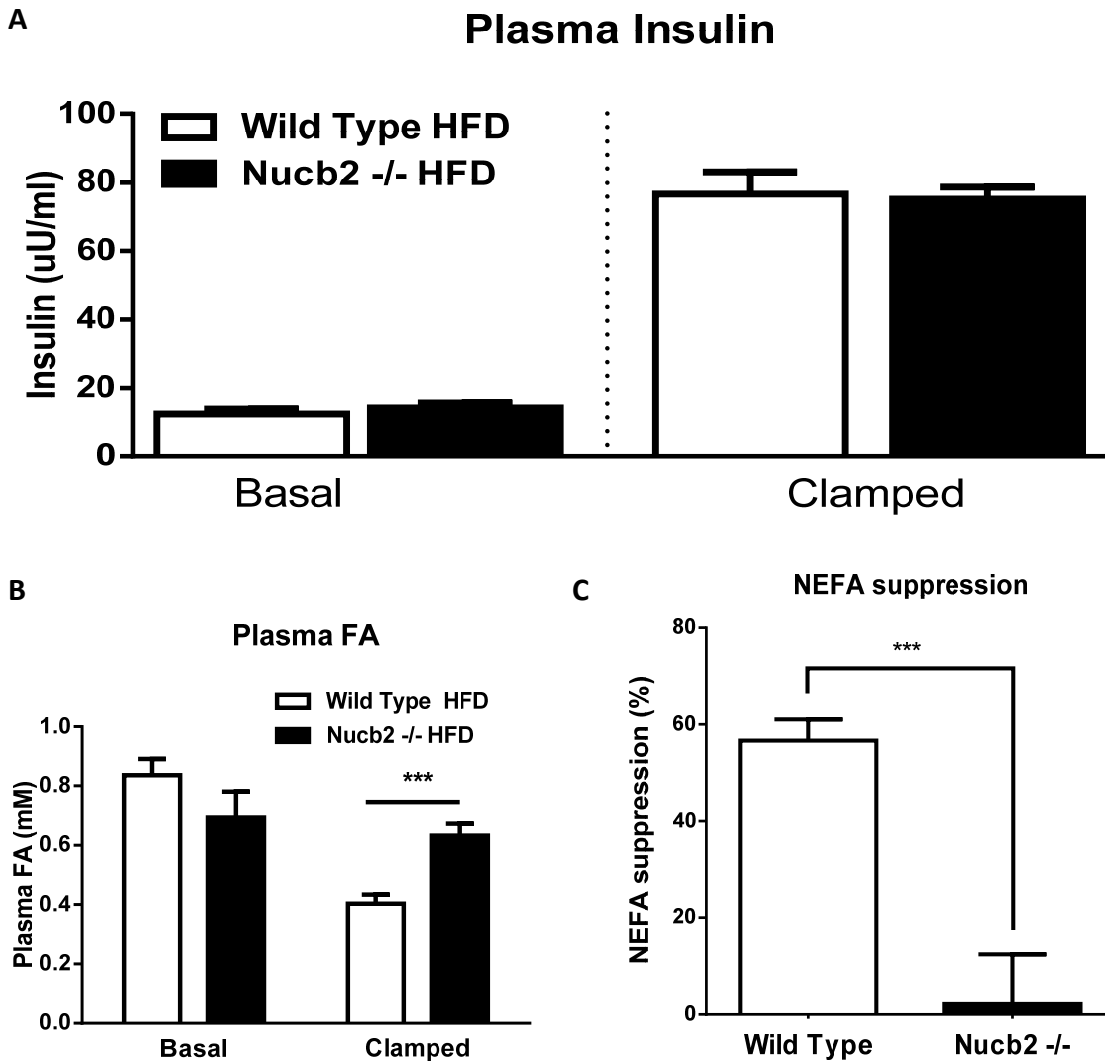 A
Plasma Insulin
Insulin (uU/ml)
100
80
60
40
20
0
Wild Type HFD
Nucb2 -/- HFD
Basal
Clamped
B
Plasma FA
Plasma FA (mM)
1.0
0.8
0.6
0.4
0.2
0.0
Wild Type HFD
Nucb2 -/- HFD
***
Basal
Clamped
C
NEFA suppression
NEFA suppression (%)
80
60
40
20
0
***
Wild Type
Nucb2 -/-